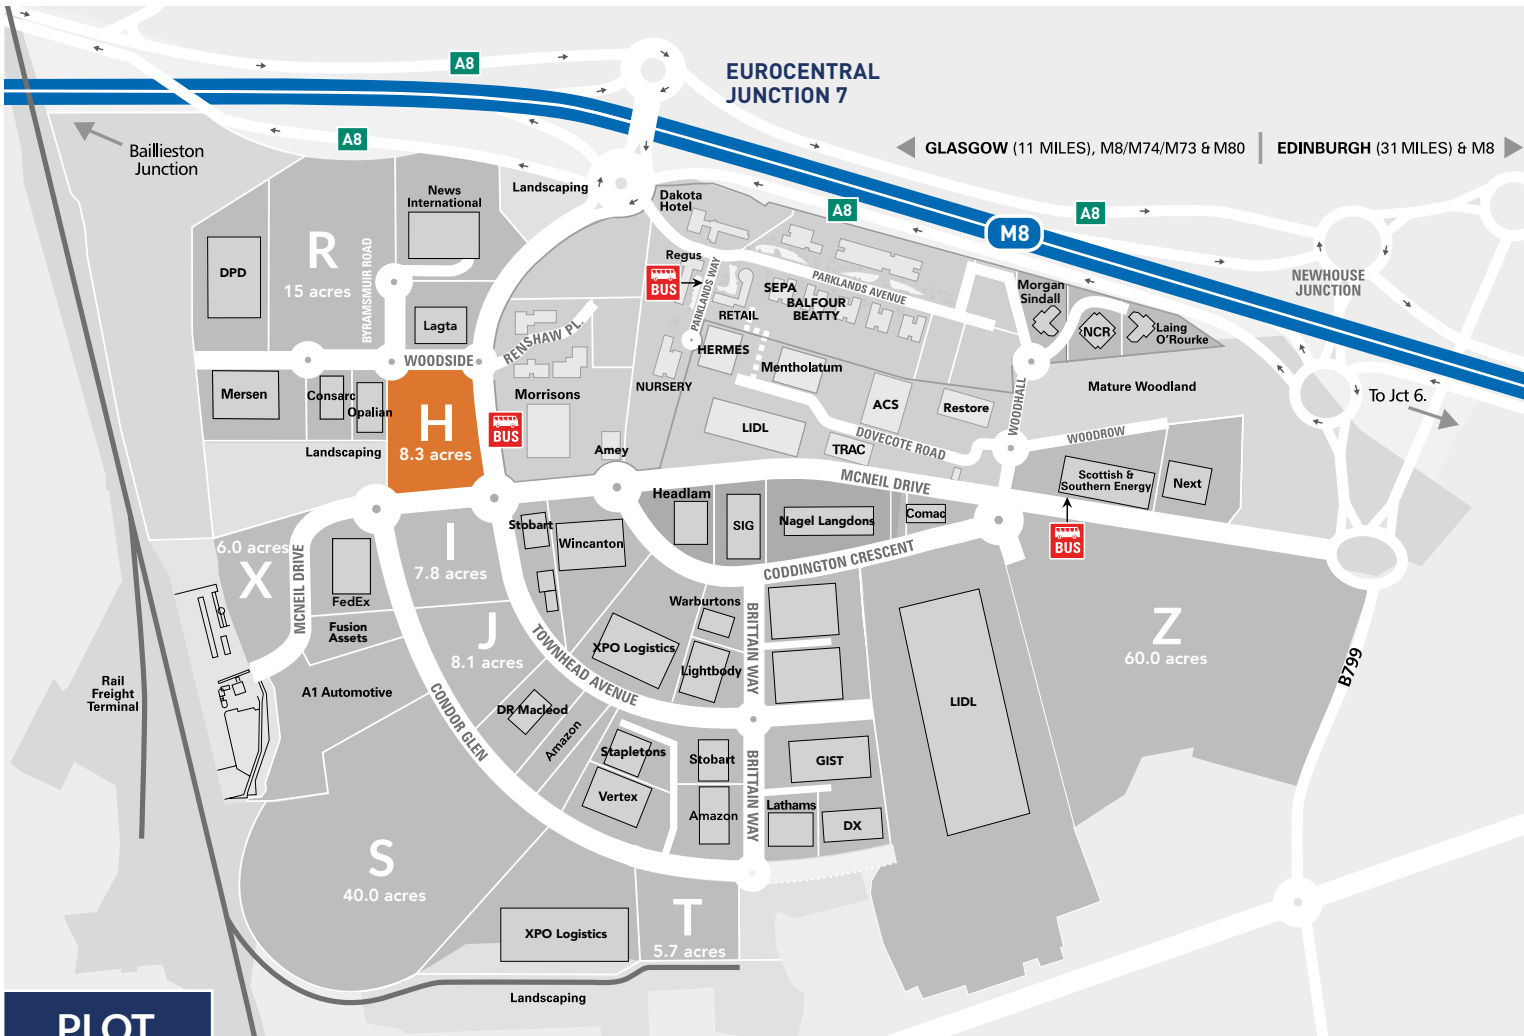 A8
EUROCENTRAL
JUNCTION 7
A8
Baillieston
Junction
GLASGOW (11 MILES), M8/M74/M73 & M80
EDINBURGH (31 MILES) & M8
News
International
Landscaping
Dakota
Hotel
A8
A8
M8
DPD
R
15 acres
BYRAMSMUIR ROAD
Regus
BUS
PARKLANDS WAY
SEPA
PARKLANDS AVENUE
BALFOUR
BEATTY
RETAIL
Morgan
Sindall
NCR
Laing
O'Rourke
NEWHOUSE
JUNCTION
Lagta
WOODSIDE
RENSHAW PL.
HERMES
Mentholatum
NURSERY
Mature Woodland
To Jct 6.
Mersen
Consarc
Opalian
H
8.3 acres
Morrisons
BUS
ACS
Restore
WOODHALL
LIDL
DOVECOTE ROAD
WOODROW
TRAC
Landscaping
Amey
MCNEIL DRIVE
Scottish &
Southern Energy
Next
Headlam
SIG
Nagel Langdons
Comac
BUS
Stobart
Wincanton
I
7.8 acres
6.0 acres
X
MCNEIL DRIVE
FedEx
CODDINGTON CRESCENT
Fusion
Assets
J
8.1 acres
TOWNHEAD AVENUE
Warburtons
BRITTAIN WAY
XPO Logistics
Lightbody
Z
60.0 acres
B799
Rail
Freight
Terminal
A1 Automotive
CONDOR GLEN
DR Macleod
Amazon
LIDL
Stapletons
Stobart
BRITTAIN WAY
GIST
Vertex
Amazon
Lathams
DX
S
40.0 acres
XPO Logistics
T
5.7 acres
Landscaping
PLOT